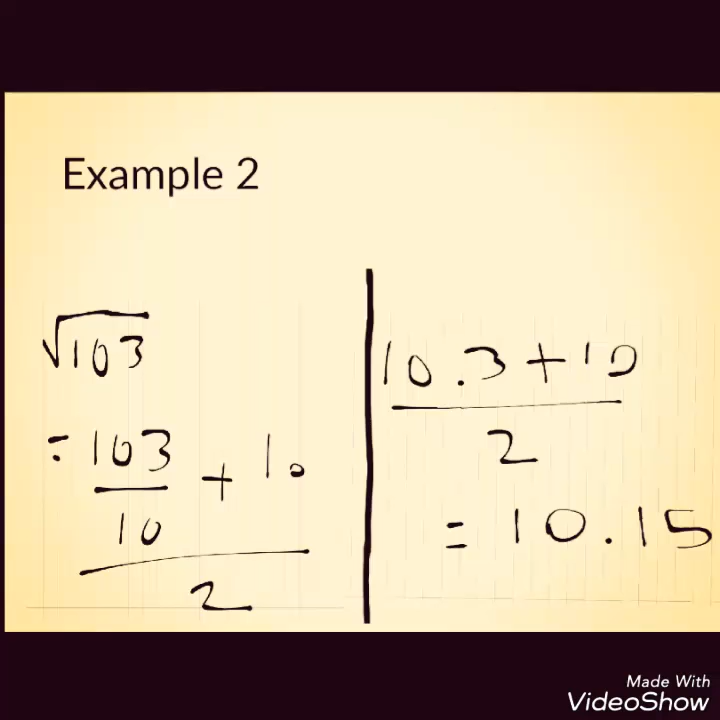 Example 2
√103
= 103/10 + 10
2
10.3 + 10
2
= 10.15
Made With
VideoShow